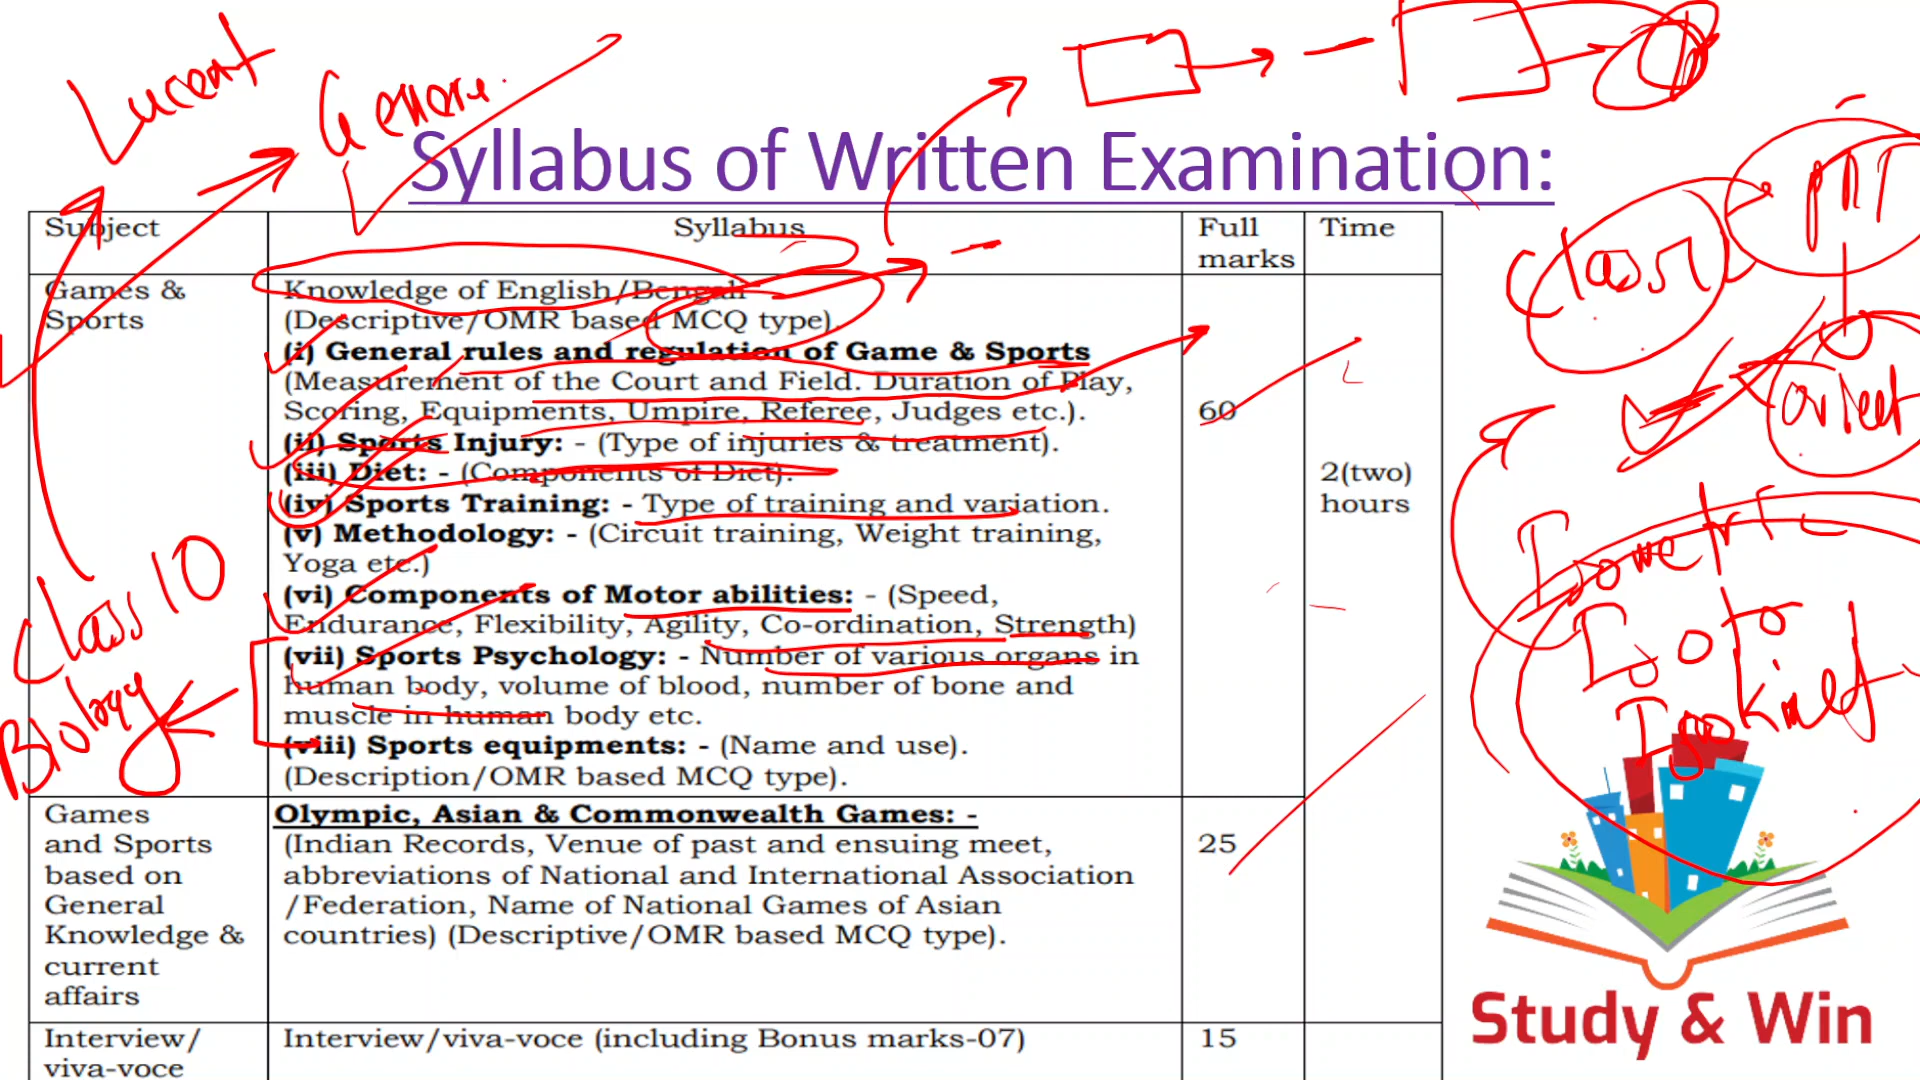 Lucent
Syllabus of Written Examination:
class
PNT
Subject
Syllabus
Full
marks
Time
Games &
Sports
Knowledge of English/Bengali
(Descriptive/OMR based MCQ type).
(i) General rules and regulation of Game & Sports
(Measurement of the Court and Field. Duration of Play,
Scoring, Equipments, Umpire, Referee, Judges etc.).
(ii) Sports Injury: - (Type of injuries & treatment).
(iii) Diet: - (Components of Diet).
(iv) Sports Training: - Type of training and variation.
(v) Methodology: - (Circuit training, Weight training,
Yoga etc.)
(vi) Components of Motor abilities: - (Speed,
Endurance, Flexibility, Agility, Co-ordination, Strength)
(vii) Sports Psychology: - Number of various organs in
human body, volume of blood, number of bone and
muscle in human body etc.
(viii) Sports equipments: - (Name and use).
(Description/OMR based MCQ type).
60
2(two)
hours
Class 10
Biology
Isometric
Isoto
Isokinet
Games
and Sports
based on
General
Knowledge &
current
affairs
Olympic, Asian & Commonwealth Games: -
(Indian Records, Venue of past and ensuing meet,
abbreviations of National and International Association
/Federation, Name of National Games of Asian
countries) (Descriptive/OMR based MCQ type).
25
Interview/
viva-voce
Interview/viva-voce (including Bonus marks-07)
15
Study & Win